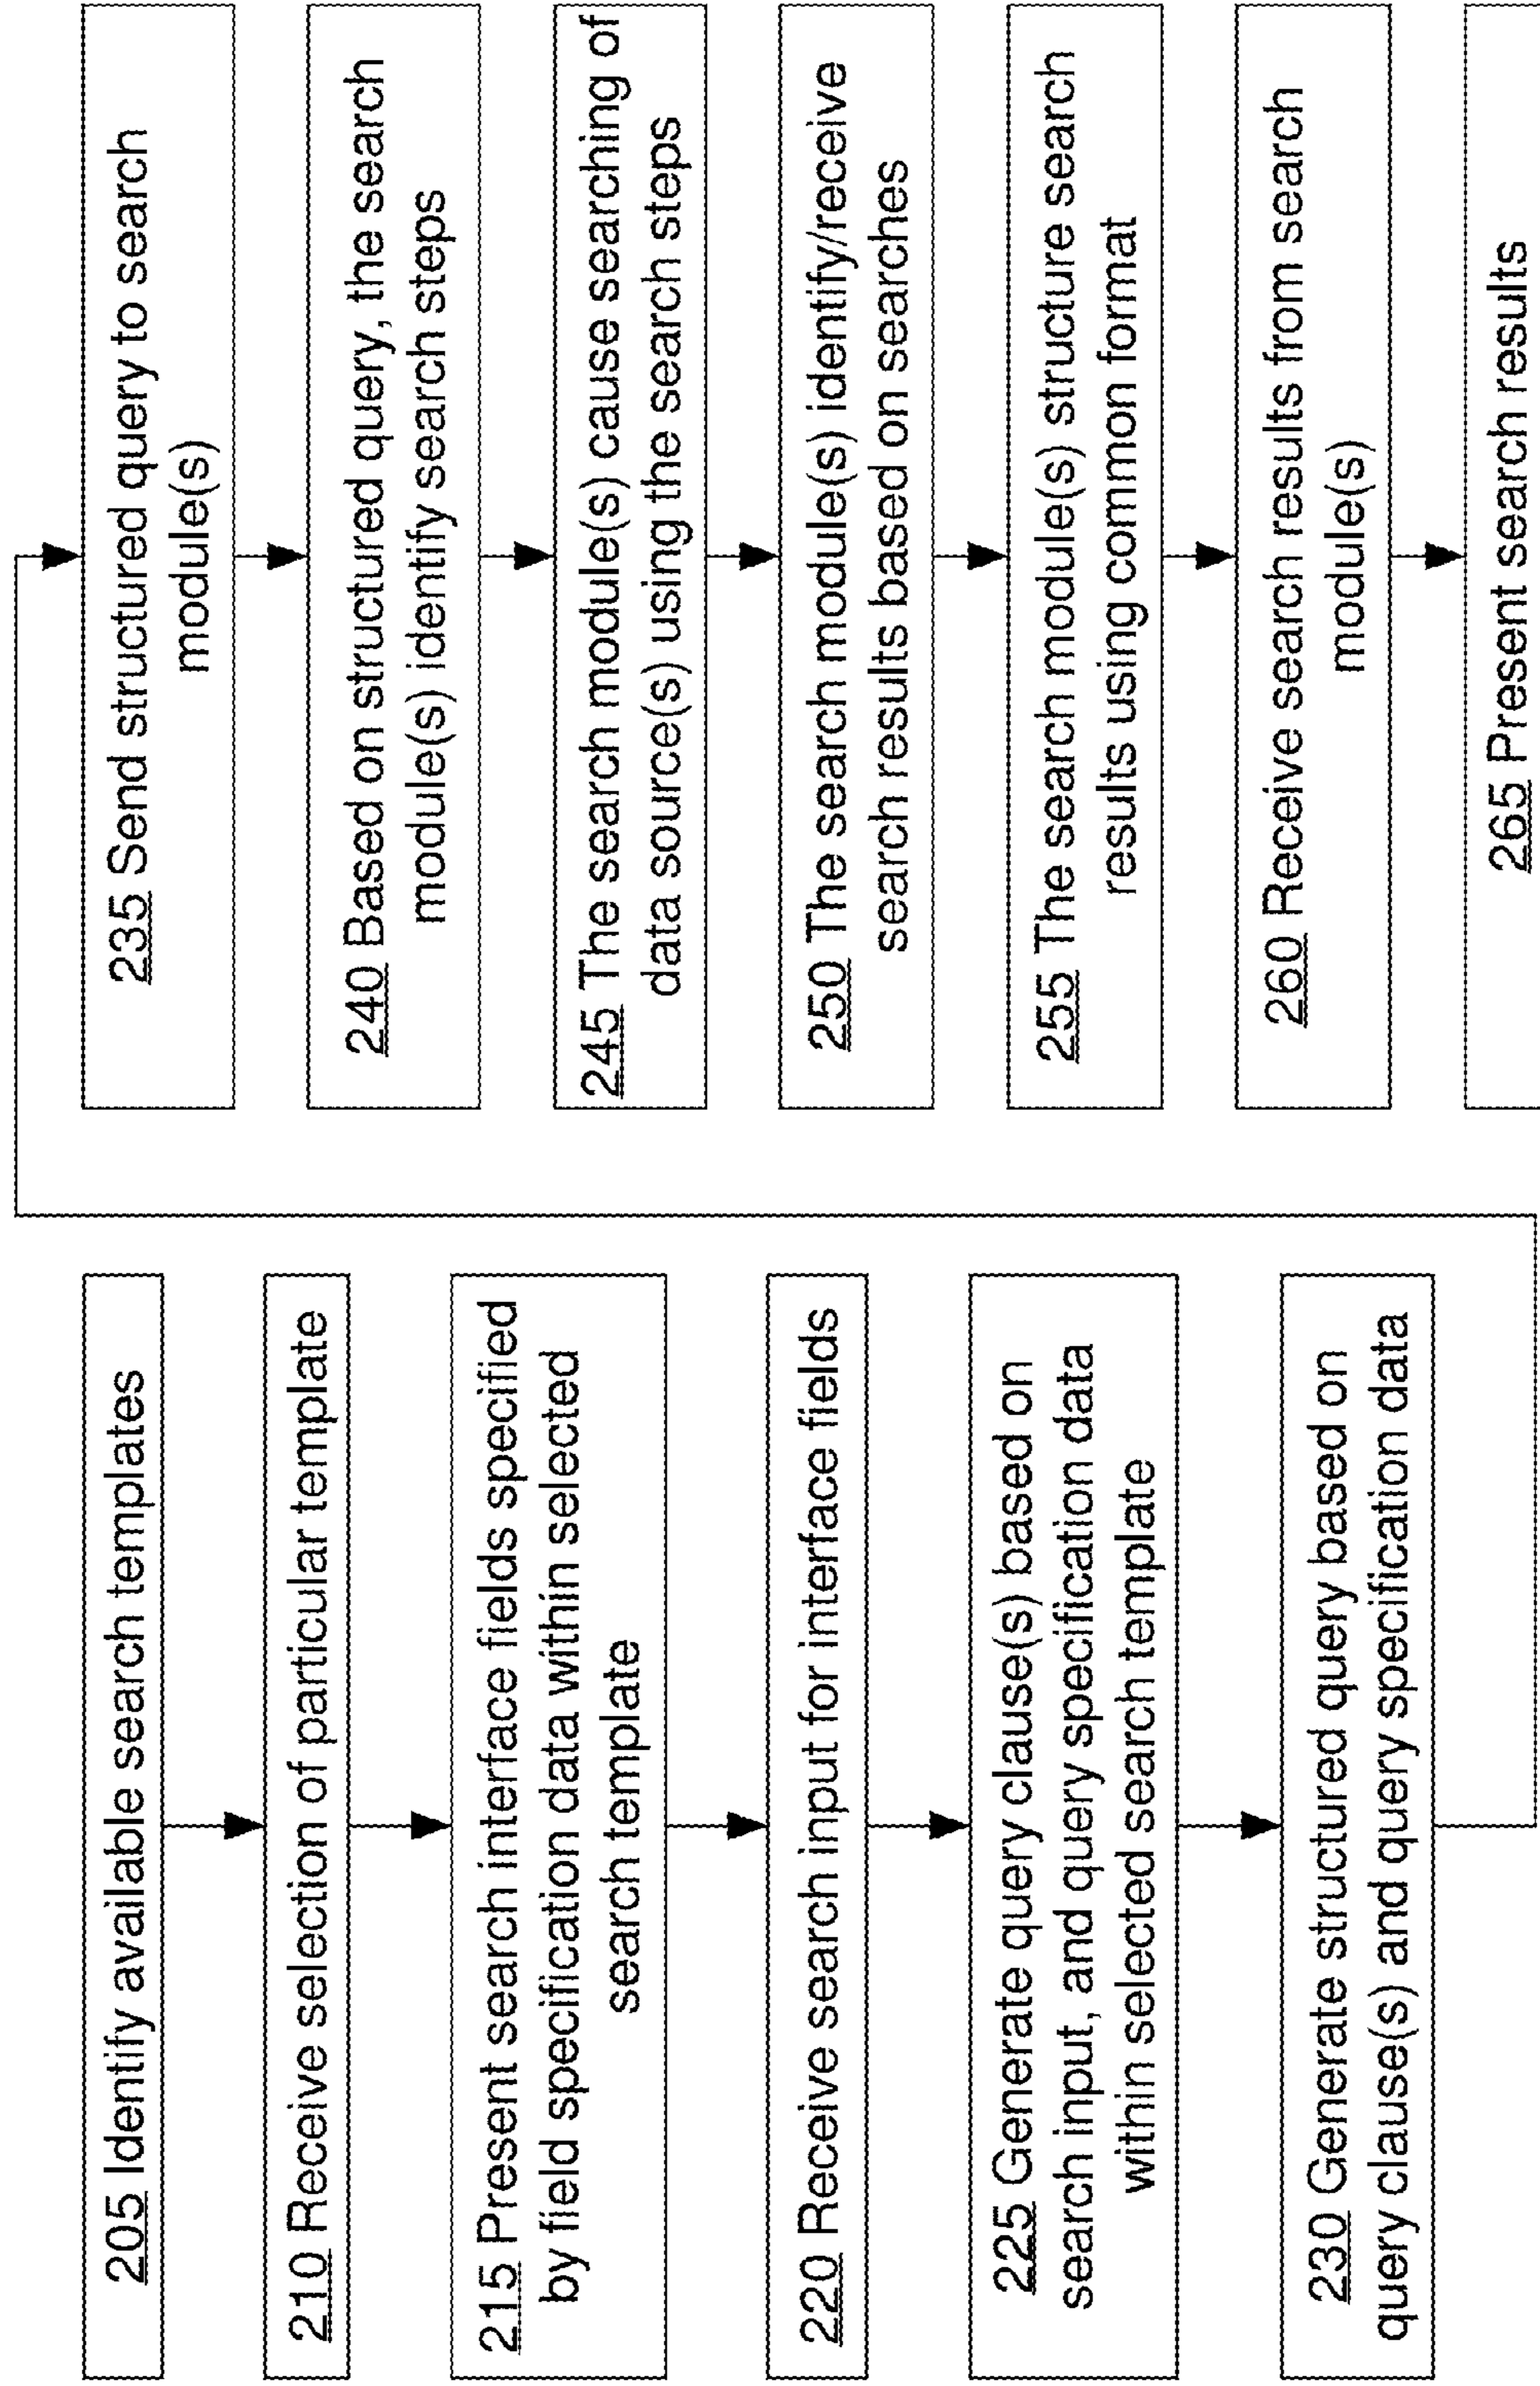 205 Identify available search templates
210 Receive selection of particular template
215 Present search interface fields specified
by field specification data within selected
search template
220 Receive search input for interface fields
225 Generate query clause(s) based on
search input, and query specification data
within selected search template
230 Generate structured query based on
query clause(s) and query specification data
235 Send structured query to search
module(s)
240 Based on structured query, the search
module(s) identify search steps
245 The search module(s) cause searching of
data source(s) using the search steps
250 The search module(s) identify/receive
search results based on searches
255 The search module(s) structure search
results using common format
260 Receive search results from search
module(s)
265 Present search results